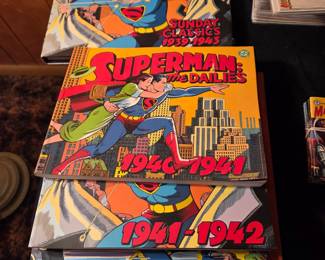 SUNDAY
CLASSICS
1939-1943
SUPERMAN:
The DAILIES
1940-1941
1941-1942